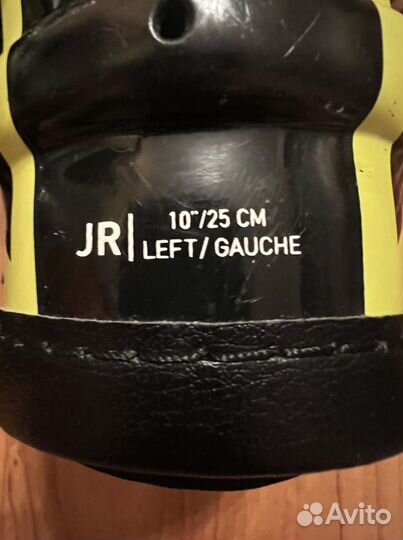 JR| 10"/25 CM
LEFT/GAUCHE
Avito